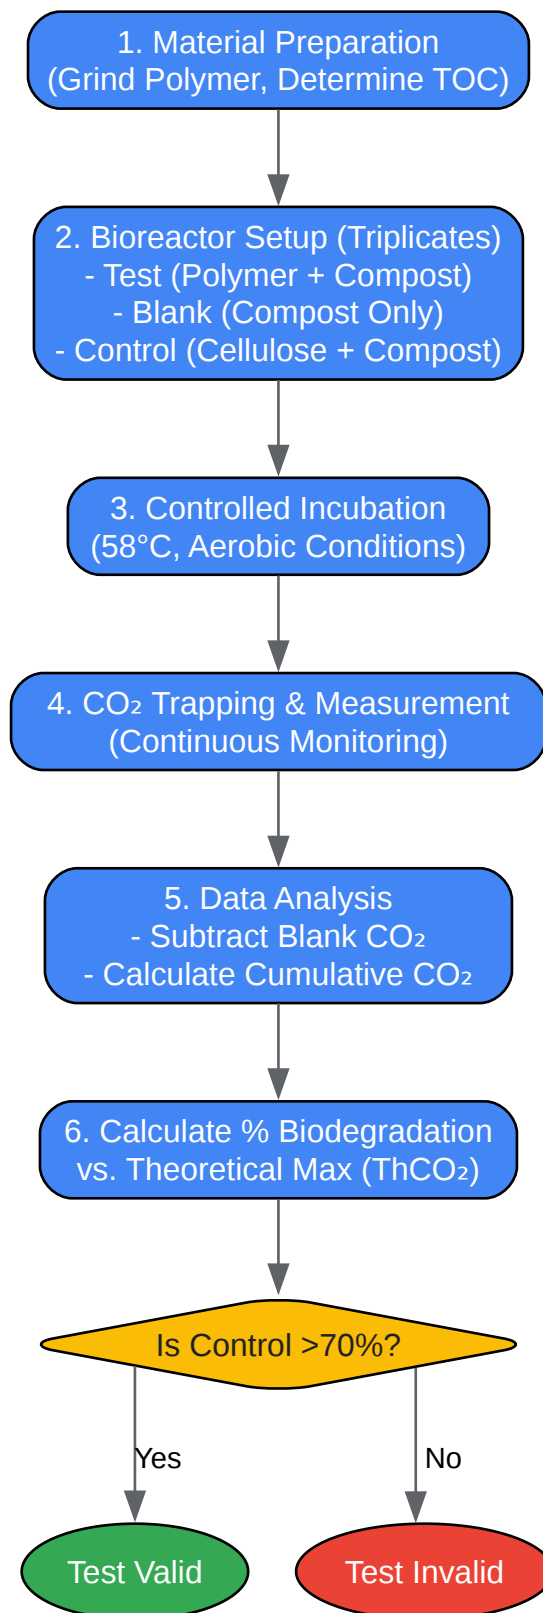 1. Material Preparation
(Grind Polymer, Determine TOC)
2. Bioreactor Setup (Triplicates)
- Test (Polymer + Compost)
- Blank (Compost Only)
- Control (Cellulose + Compost)
3. Controlled Incubation
(58°C, Aerobic Conditions)
4. CO₂ Trapping & Measurement
(Continuous Monitoring)
5. Data Analysis
- Subtract Blank CO₂
- Calculate Cumulative CO₂
6. Calculate % Biodegradation
vs. Theoretical Max (ThCO₂)
Is Control >70%?
Yes
No
Test Valid
Test Invalid